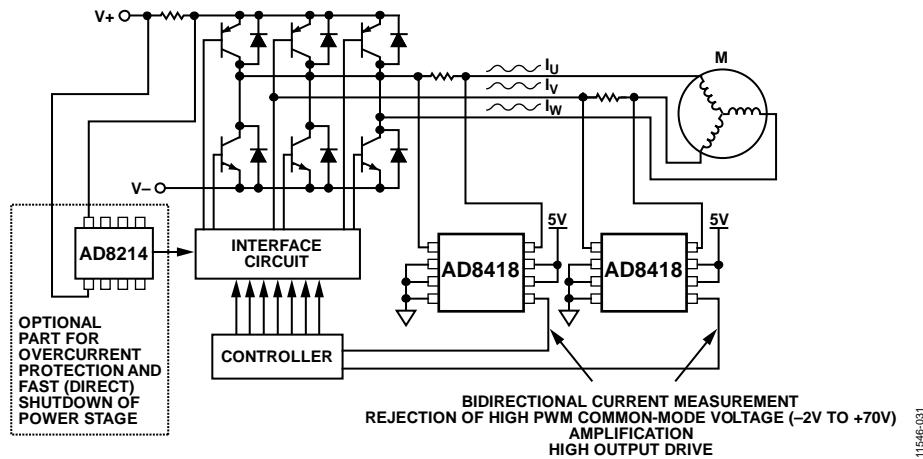 V+
M
I_U
I_V
I_W
V–
5V
5V
AD8214
INTERFACE
CIRCUIT
AD8418
AD8418
OPTIONAL
PART FOR
OVERCURRENT
PROTECTION AND
FAST (DIRECT)
SHUTDOWN OF
POWER STAGE
CONTROLLER
BIDIRECTIONAL CURRENT MEASUREMENT
REJECTION OF HIGH PWM COMMON-MODE VOLTAGE (–2V TO +70V)
AMPLIFICATION
HIGH OUTPUT DRIVE
11546-031